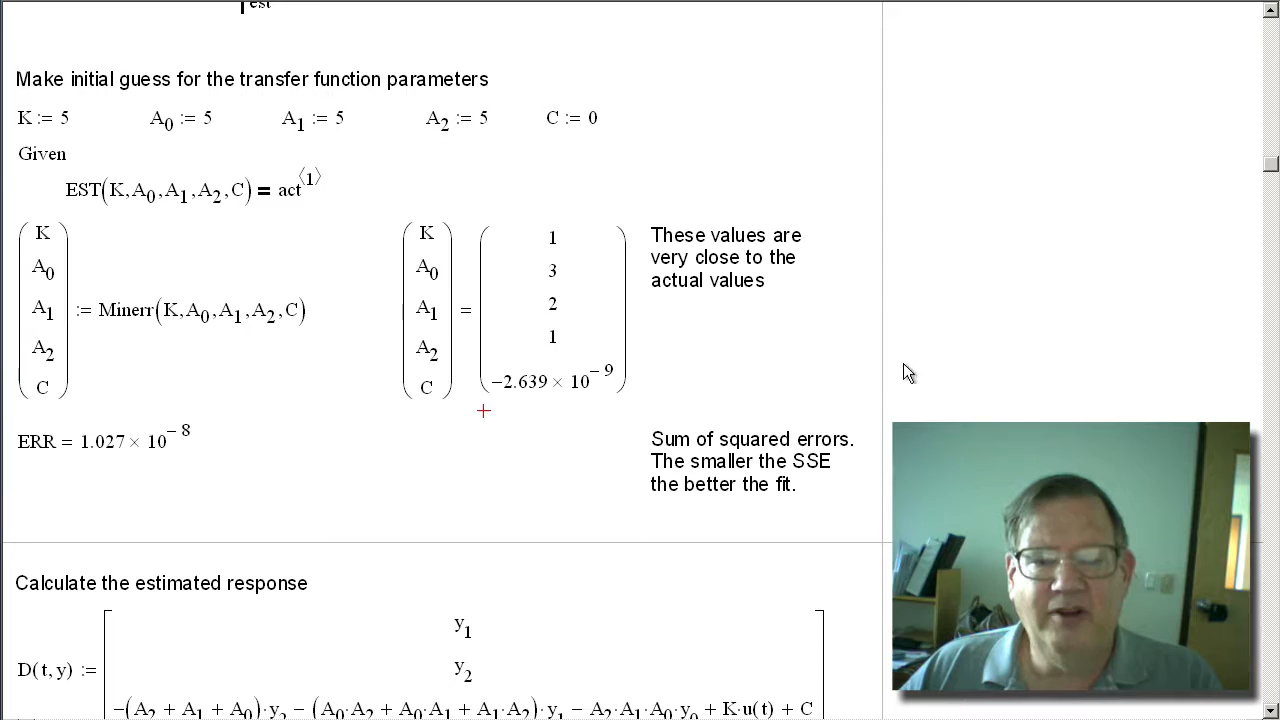 est
Make initial guess for the transfer function parameters
K := 5 A₀ := 5 A₁ := 5 A₂ := 5 C := 0
Given
EST(K,A₀,A₁,A₂,C) = act⟨1⟩
(K A₀ A₁ A₂ C) := Minerr(K,A₀,A₁,A₂,C)
(K A₀ A₁ A₂ C) = (1 3 2 1 −2.639 × 10⁻⁹)
These values are
very close to the
actual values
ERR = 1.027 × 10⁻⁸
Sum of squared errors.
The smaller the SSE
the better the fit.
Calculate the estimated response
y₁
D(t,y) := y₂
−(A₂ + A₁ + A₀)·y₂ − (A₀·A₂ + A₀·A₁ + A₁·A₂)·y₁ − A₂·A₁·A₀·y₀ + K·u(t) + C